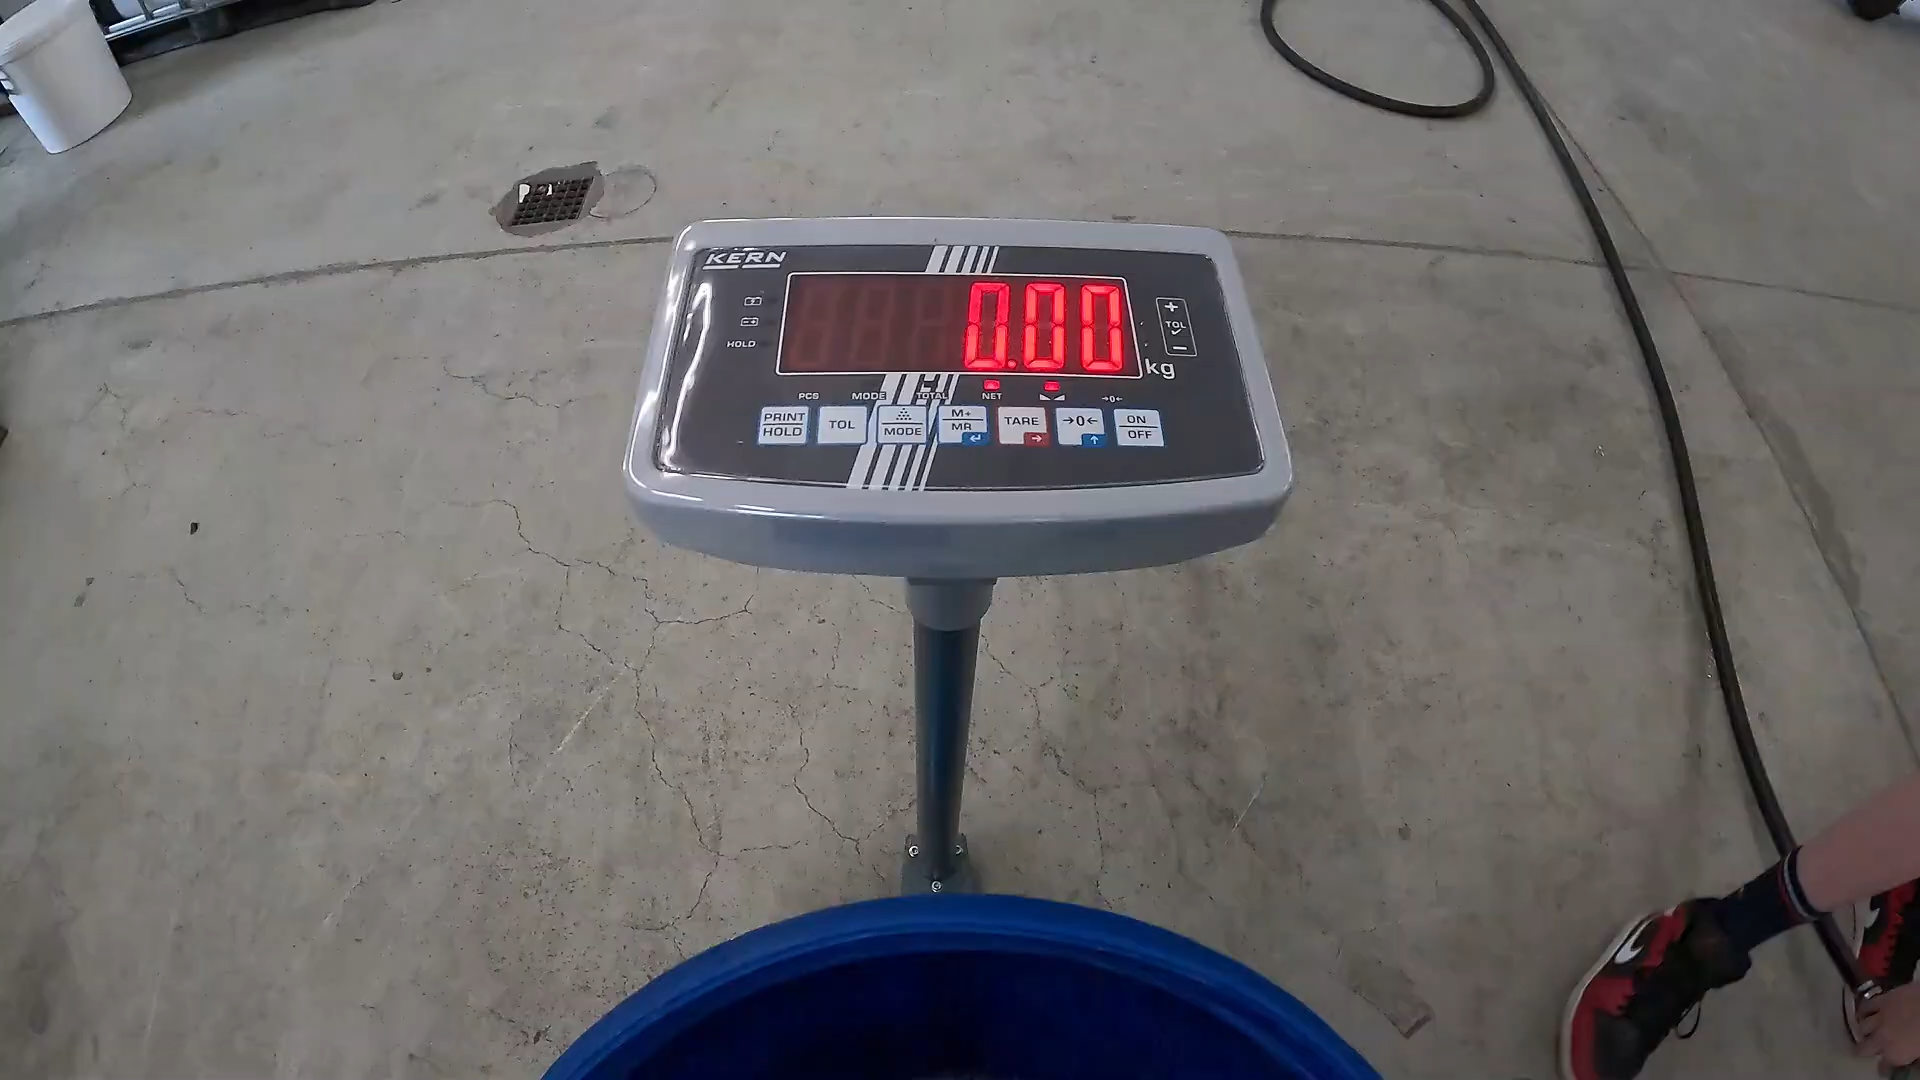 KERN
0.00
kg
HOLD
+
TOL
−
PCS MODE TOTAL NET →0←
PRINT
HOLD
TOL
MODE
M+
MR
TARE
→0←
ON
OFF